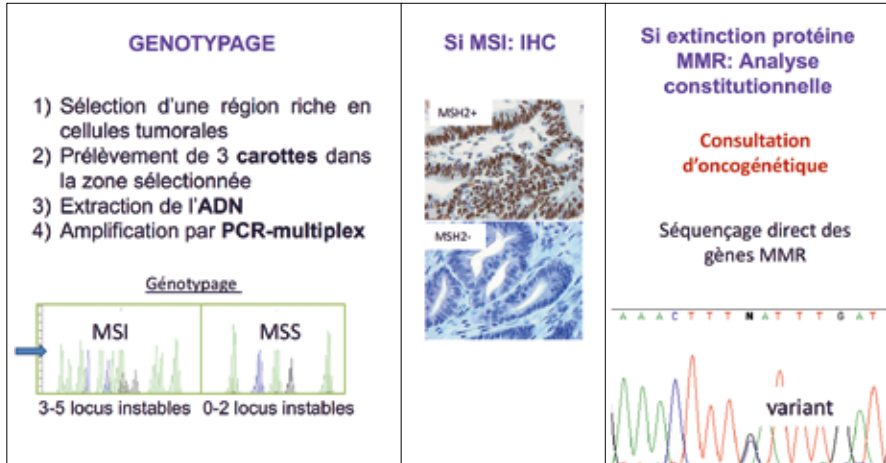 GENOTYPAGE
1) Sélection d'une région riche en
cellules tumorales
2) Prélèvement de 3 carottes dans
la zone sélectionnée
3) Extraction de l'ADN
4) Amplification par PCR-multiplex
Génotypage
MSI
MSS
3-5 locus instables
0-2 locus instables
Si MSI: IHC
MSH2+
MSH2-
Si extinction protéine
MMR: Analyse
constitutionnelle
Consultation
d'oncogénétique
Séquençage direct des
gènes MMR
A A A C T T T N A T T T G A T
variant